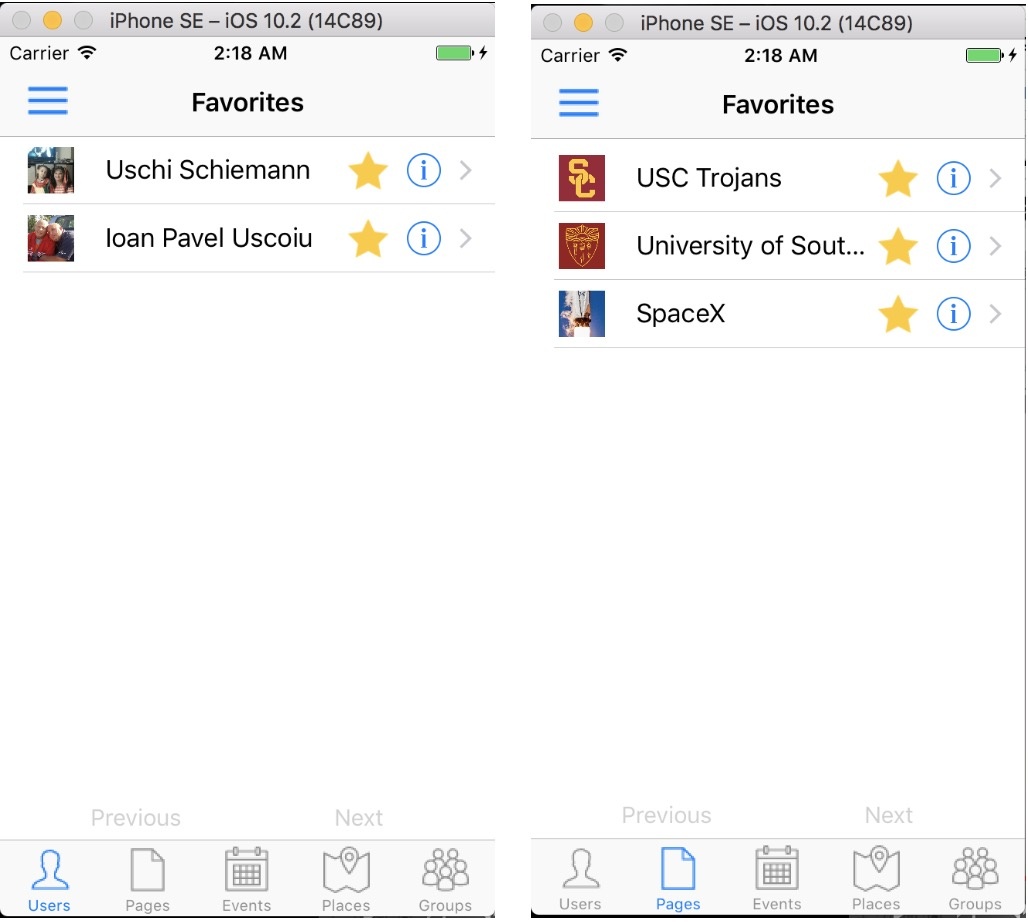 iPhone SE – iOS 10.2 (14C89)
Carrier 2:18 AM
Favorites
Uschi Schiemann i
Ioan Pavel Uscoiu i
Previous Next
Users Pages Events Places Groups
iPhone SE – iOS 10.2 (14C89)
Carrier 2:18 AM
Favorites
SC USC Trojans i
University of Sout... i
SpaceX i
Previous Next
Users Pages Events Places Groups